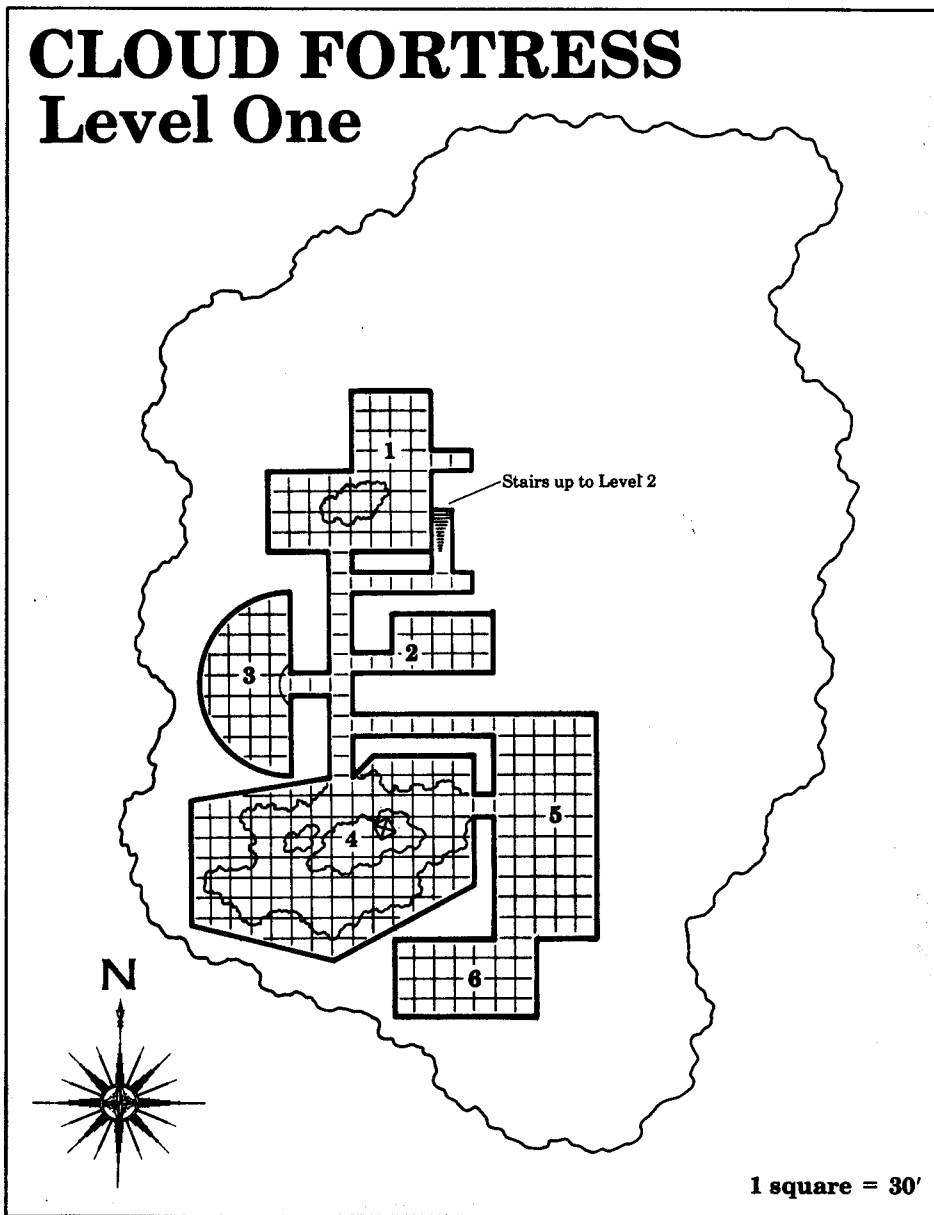 CLOUD FORTRESS
Level One
1
Stairs up to Level 2
2
3
4
5
6
N
1 square = 30'